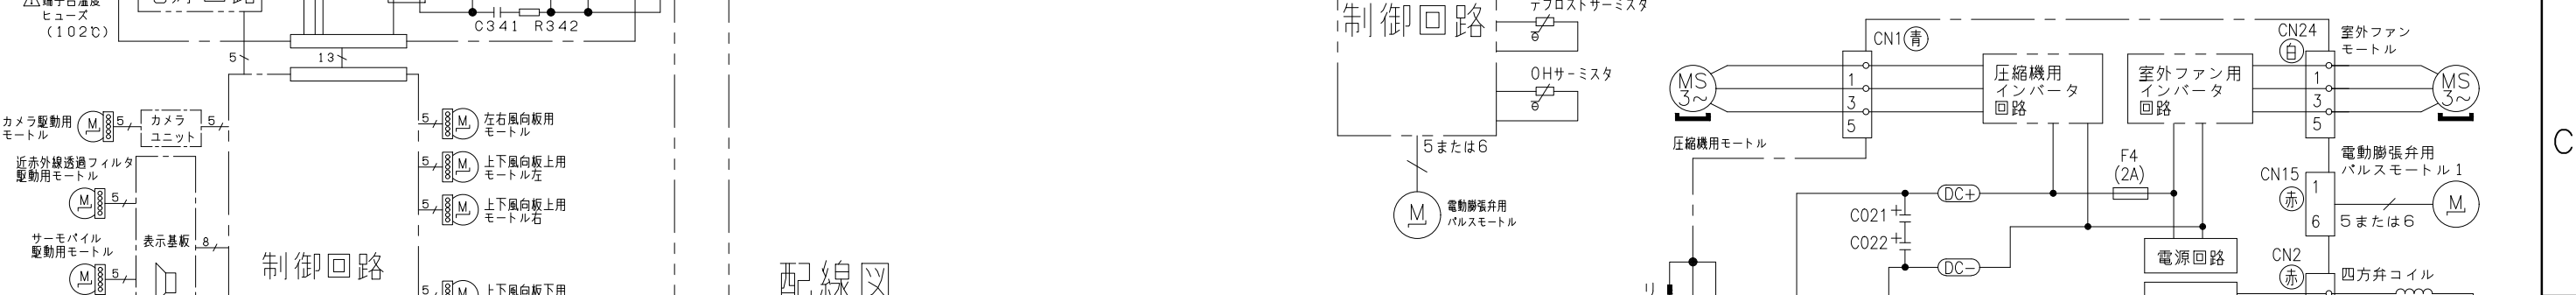 ヒューズ
(102℃)
C341 R342
5
13
カメラ駆動用
モートル
M
5
カメラ
ユニット
5
近赤外線透過フィルタ
駆動用モートル
M
5
サーモパイル
駆動用モートル
M
5
表示基板
8
制御回路
5
M
左右風向板用
モートル
5
M
上下風向板上用
モートル左
5
M
上下風向板上用
モートル右
5
M
上下風向板下用
配線図
制御回路
デフロストサーミスタ
θ
OHサーミスタ
θ
5または6
M
電動膨張弁用
パルスモートル
MS
3~
圧縮機用モートル
CN1 青
1
3
5
圧縮機用
インバータ
回路
室外ファン用
インバータ
回路
CN24
白
1
3
5
室外ファン
モートル
MS
3~
F4
(2A)
DC+
C021 +
C022 +
DC-
電源回路
CN15
赤
1
6
電動膨張弁用
パルスモートル1
5または6
M
CN2
赤
四方弁コイル
C